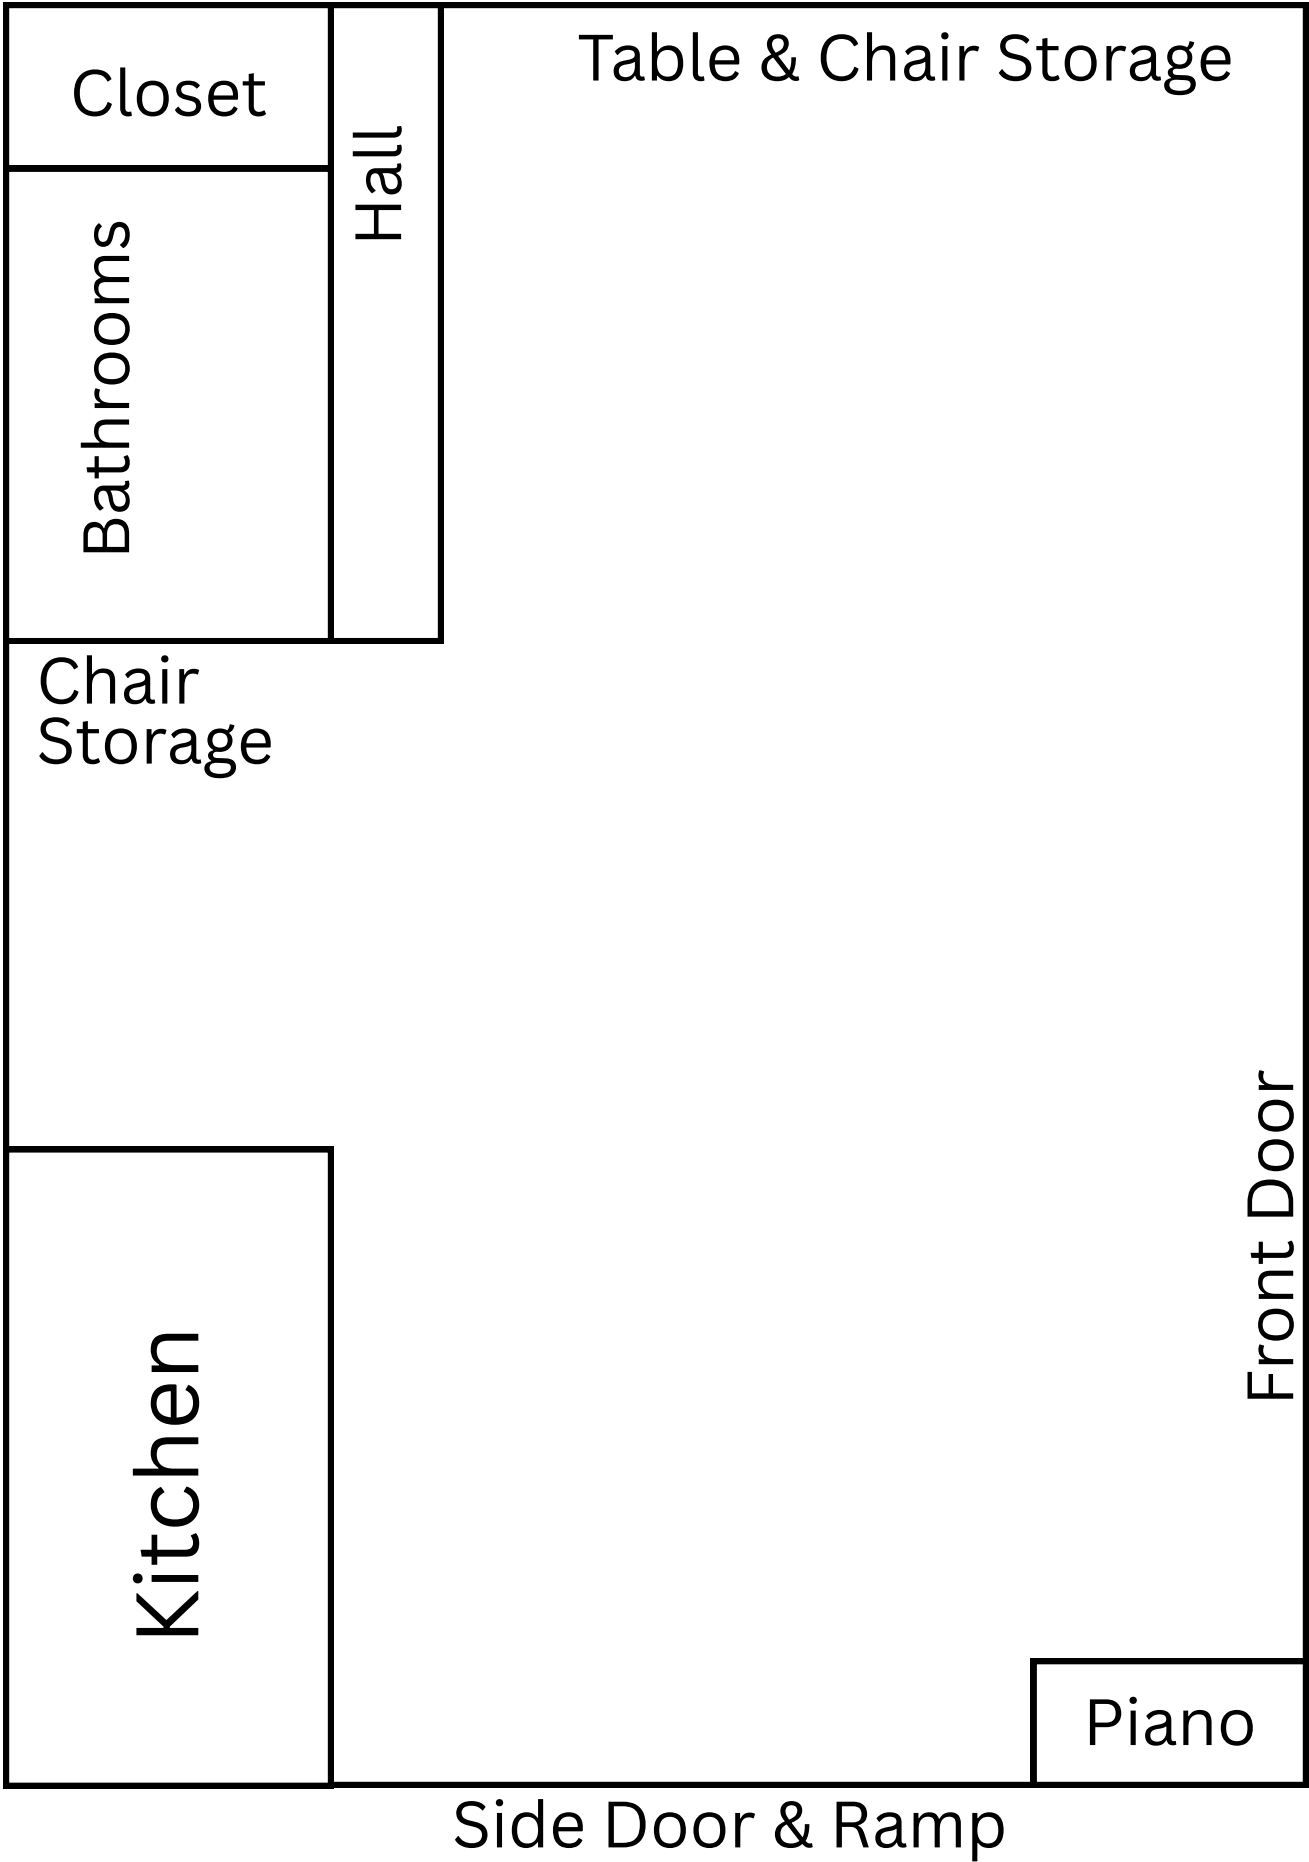 Table & Chair Storage
Closet
Hall
Bathrooms
Chair
Storage
Front Door
Kitchen
Piano
Side Door & Ramp